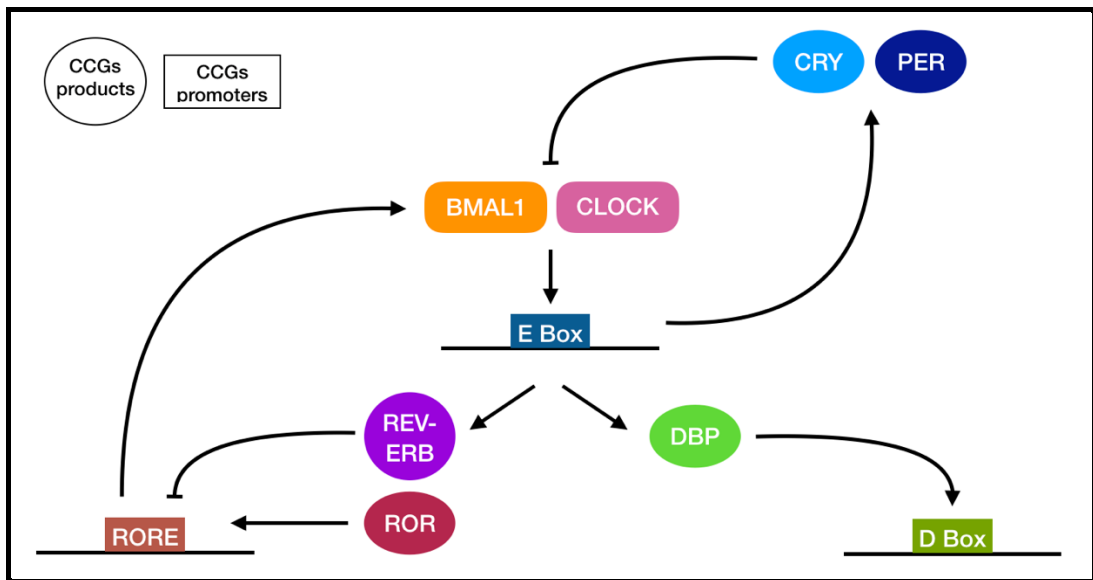 CCGs
products
CCGs
promoters
CRY
PER
BMAL1
CLOCK
E Box
REV-
ERB
DBP
ROR
RORE
D Box